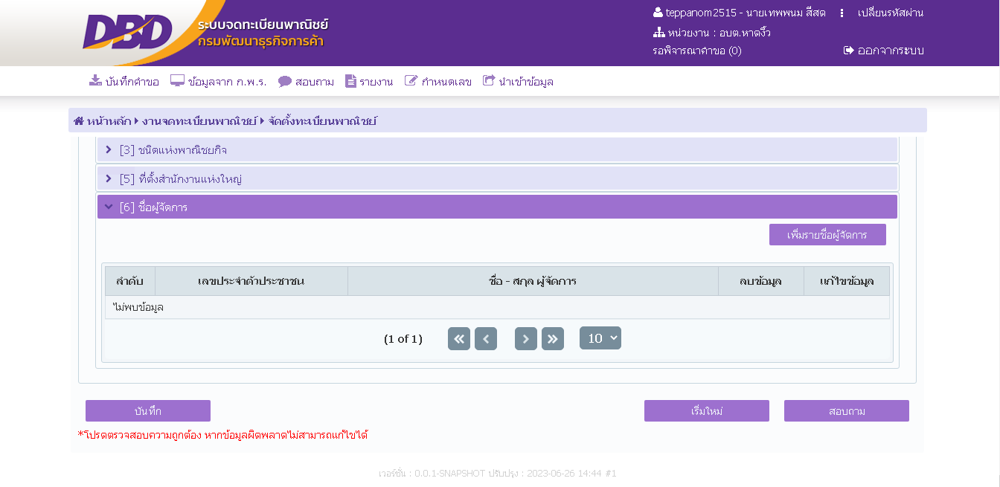 DBD
ระบบจดทะเบียนพาณิชย์
กรมพัฒนาธุรกิจการค้า
teppanom2515 - นายเทพพนม สีสด
เปลี่ยนรหัสผ่าน
หน่วยงาน : อบต.หาดงิ้ว
รอพิจารณาคำขอ (0)
ออกจากระบบ
บันทึกคำขอ ข้อมูลจาก ก.พ.ร. สอบถาม รายงาน กำหนดเลข นำเข้าข้อมูล
หน้าหลัก งานจดทะเบียนพาณิชย์ จัดตั้งทะเบียนพาณิชย์
[3] ชนิดแห่งพาณิชยกิจ
[5] ที่ตั้งสำนักงานแห่งใหญ่
[6] ชื่อผู้จัดการ
เพิ่มรายชื่อผู้จัดการ
ลำดับ เลขประจำตัวประชาชน ชื่อ - สกุล ผู้จัดการ ลบข้อมูล แก้ไขข้อมูล
ไม่พบข้อมูล
(1 of 1) 10
บันทึก เริ่มใหม่ สอบถาม
*โปรดตรวจสอบความถูกต้อง หากข้อมูลผิดพลาดไม่สามารถแก้ไขได้
เวอร์ชั่น : 0.0.1-SNAPSHOT ปรับปรุง : 2023-06-26 14:44 #1